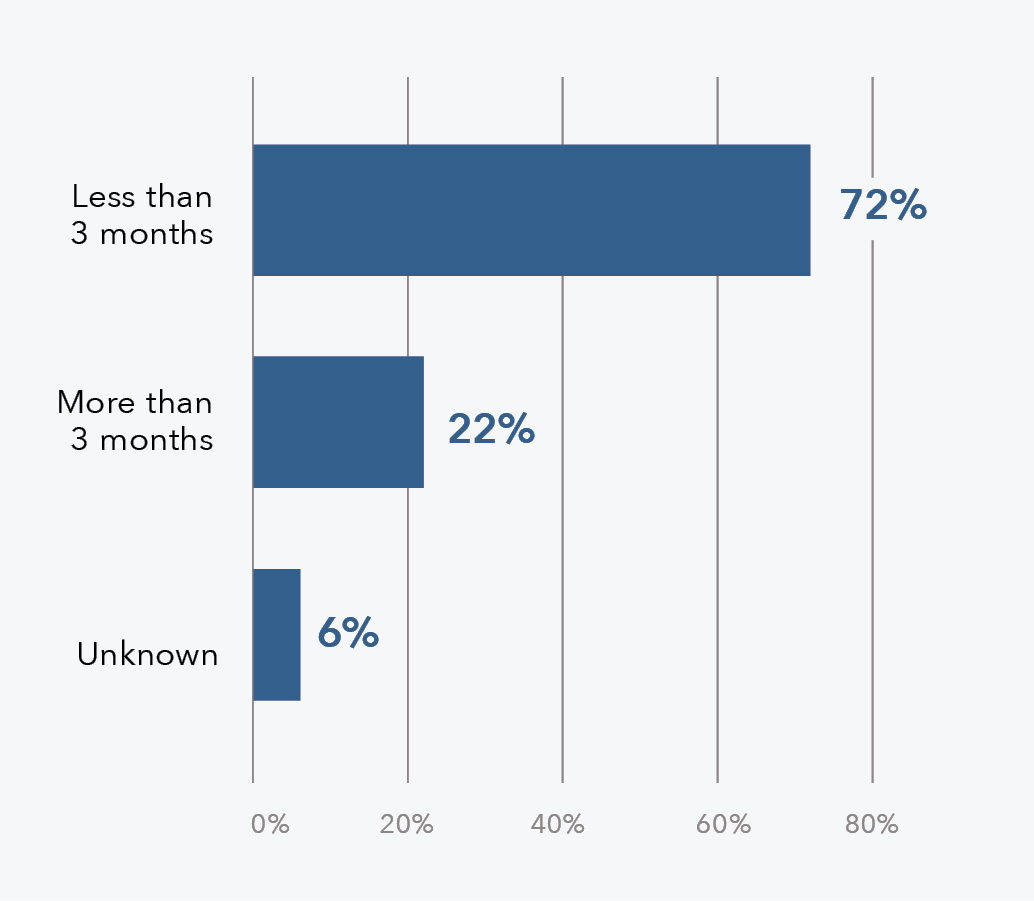 Less than
3 months
72%
More than
3 months
22%
Unknown
6%
0% 20% 40% 60% 80%